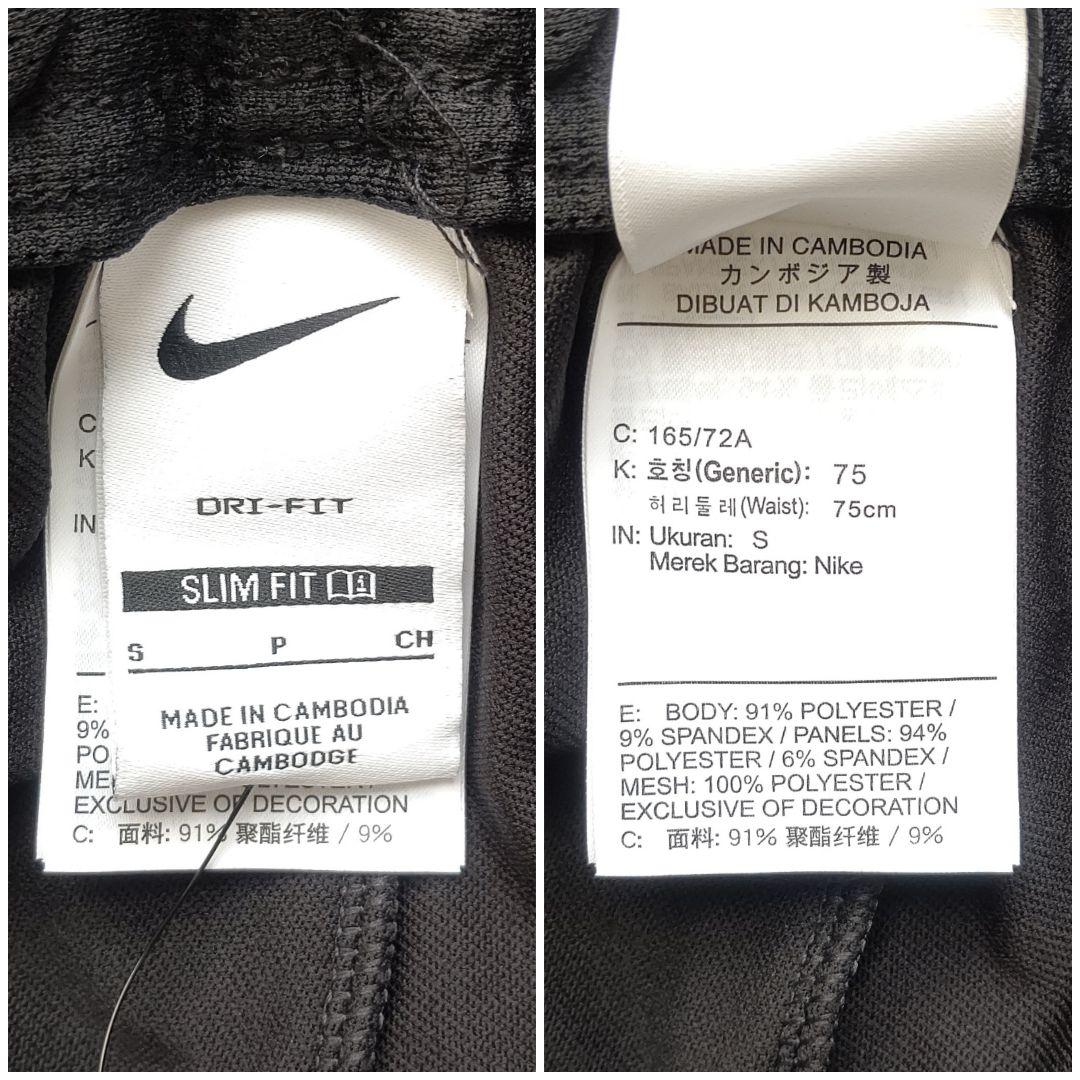 DRI-FIT
SLIM FIT
S P CH
MADE IN CAMBODIA
FABRIQUE AU
CAMBODGE
C
K
IN
E:
9%
PO
EXCLUSIVE OF DECORATION
C: 面料: 91% 聚酯纤维 / 9%
MADE IN CAMBODIA
カンボジア製
DIBUAT DI KAMBOJA
C: 165/72A
K: 호칭(Generic): 75
허리둘레(Waist): 75cm
IN: Ukuran: S
Merek Barang: Nike
E: BODY: 91% POLYESTER /
9% SPANDEX / PANELS: 94%
POLYESTER / 6% SPANDEX /
MESH: 100% POLYESTER /
EXCLUSIVE OF DECORATION
C: 面料: 91% 聚酯纤维 / 9%